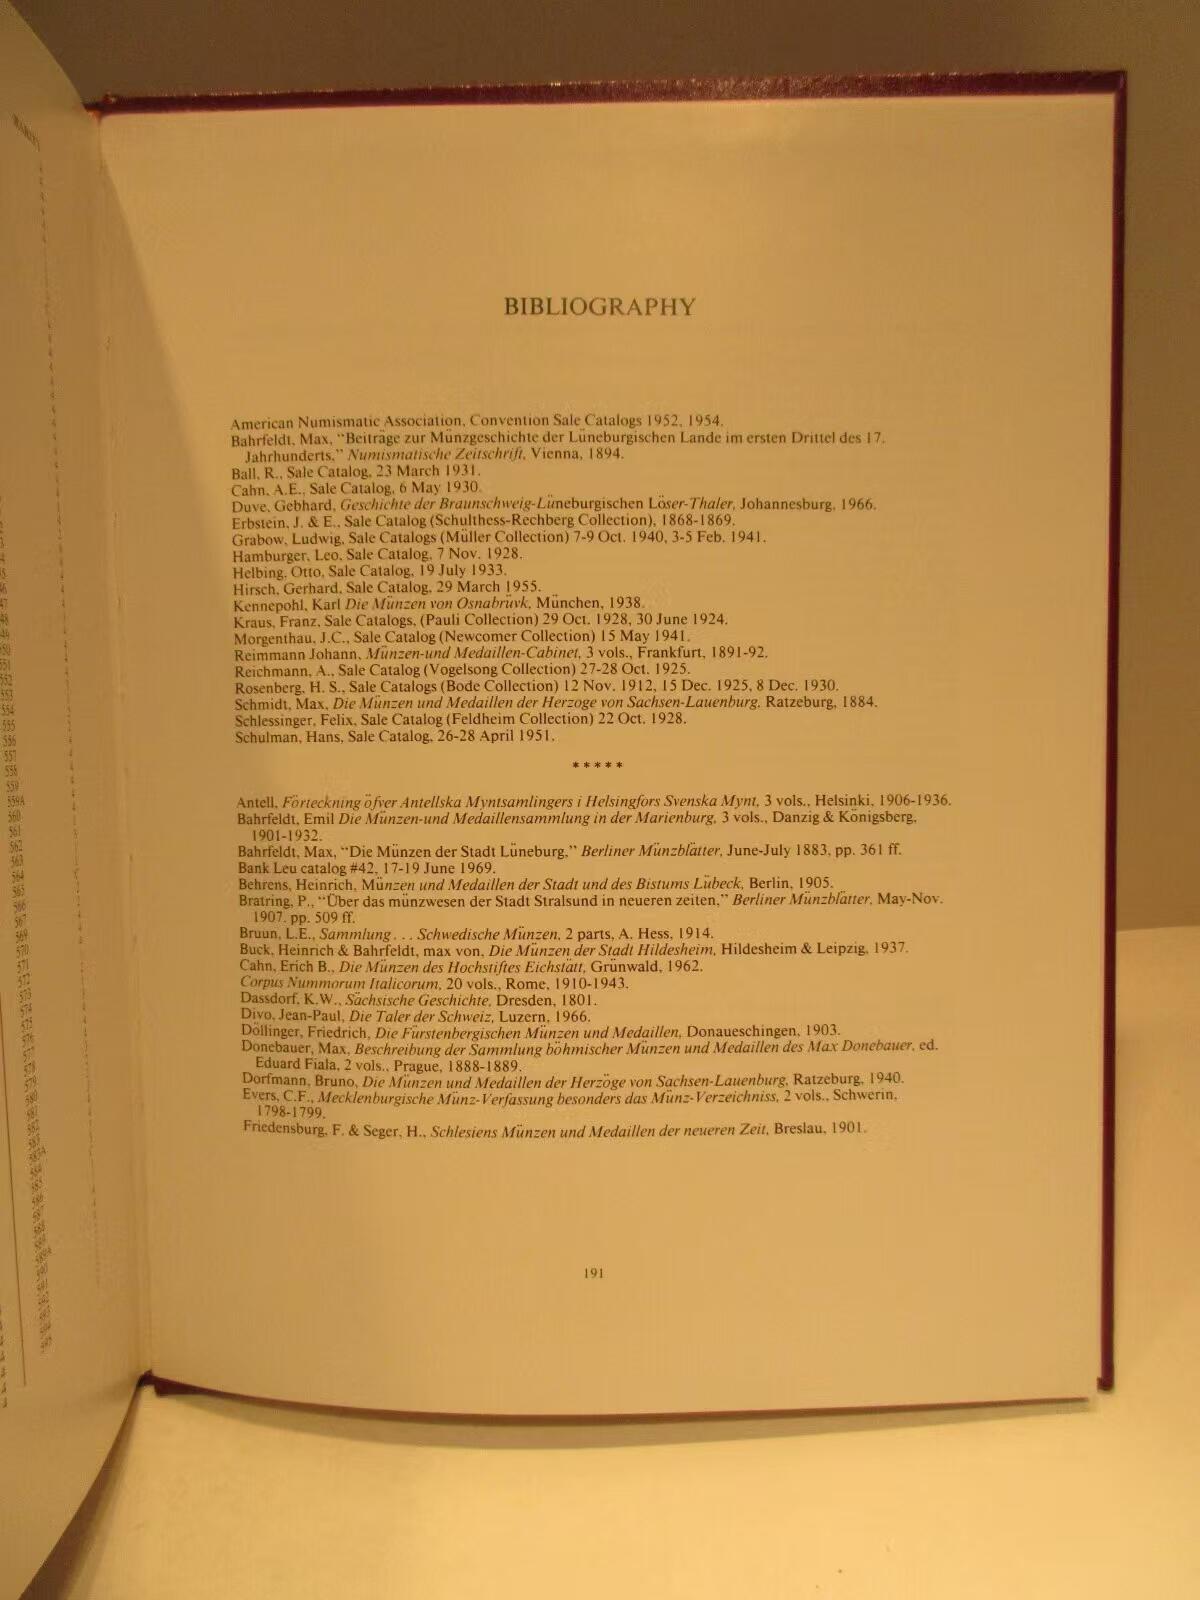 BIBLIOGRAPHY
American Numismatic Association, Convention Sale Catalogs 1952, 1954.
Bahrfeldt, Max, "Beiträge zur Münzgeschichte der Lüneburgischen Lande im ersten Drittel des 17.
Jahrhunderts," Numismatische Zeitschrift, Vienna, 1894.
Ball, R., Sale Catalog, 23 March 1931.
Cahn, A.E., Sale Catalog, 6 May 1930.
Duve, Gebhard, Geschichte der Braunschweig-Lüneburgischen Löser-Thaler, Johannesburg, 1966.
Erbstein, J. & E., Sale Catalog (Schulthess-Rechberg Collection), 1868-1869.
Grabow, Ludwig, Sale Catalogs (Müller Collection) 7-9 Oct. 1940, 3-5 Feb. 1941.
Hamburger, Leo, Sale Catalog, 7 Nov. 1928.
Helbing, Otto, Sale Catalog, 19 July 1933.
Hirsch, Gerhard, Sale Catalog, 29 March 1955.
Kennepohl, Karl Die Münzen von Osnabrüvk, München, 1938.
Kraus, Franz, Sale Catalogs, (Pauli Collection) 29 Oct. 1928, 30 June 1924.
Morgenthau, J.C., Sale Catalog (Newcomer Collection) 15 May 1941.
Reimmann Johann, Münzen-und Medaillen-Cabinet, 3 vols., Frankfurt, 1891-92.
Reichmann, A., Sale Catalog (Vogelsong Collection) 27-28 Oct. 1925.
Rosenberg, H. S., Sale Catalogs (Bode Collection) 12 Nov. 1912, 15 Dec. 1925, 8 Dec. 1930.
Schmidt, Max, Die Münzen und Medaillen der Herzoge von Sachsen-Lauenburg, Ratzeburg, 1884.
Schlessinger, Felix, Sale Catalog (Feldheim Collection) 22 Oct. 1928.
Schulman, Hans, Sale Catalog, 26-28 April 1951.
* * * * *
Antell, Förteckning öfver Antellska Myntsamlingers i Helsingfors Svenska Mynt, 3 vols., Helsinki, 1906-1936.
Bahrfeldt, Emil Die Münzen-und Medaillensammlung in der Marienburg, 3 vols., Danzig & Königsberg,
1901-1932.
Bahrfeldt, Max, "Die Münzen der Stadt Lüneburg," Berliner Münzblätter, June-July 1883, pp. 361 ff.
Bank Leu catalog #42, 17-19 June 1969.
Behrens, Heinrich, Münzen und Medaillen der Stadt und des Bistums Lübeck, Berlin, 1905.
Bratring, P., "Über das münzwesen der Stadt Stralsund in neueren zeiten," Berliner Münzblätter, May-Nov.
1907. pp. 509 ff.
Bruun, L.E., Sammlung . . . Schwedische Münzen, 2 parts, A. Hess, 1914.
Buck, Heinrich & Bahrfeldt, max von, Die Münzen der Stadt Hildesheim, Hildesheim & Leipzig, 1937.
Cahn, Erich B., Die Münzen des Hochstiftes Eichstätt, Grünwald, 1962.
Corpus Nummorum Italicorum, 20 vols., Rome, 1910-1943.
Dassdorf, K.W., Sächsische Geschichte, Dresden, 1801.
Divo, Jean-Paul, Die Taler der Schweiz, Luzern, 1966.
Döllinger, Friedrich, Die Fürstenbergischen Münzen und Medaillen, Donaueschingen, 1903.
Donebauer, Max, Beschreibung der Sammlung böhmischer Münzen und Medaillen des Max Donebauer, ed.
Eduard Fiala, 2 vols., Prague, 1888-1889.
Dorfmann, Bruno, Die Münzen und Medaillen der Herzöge von Sachsen-Lauenburg, Ratzeburg, 1940.
Evers, C.F., Mecklenburgische Münz-Verfassung besonders das Münz-Verzeichniss, 2 vols., Schwerin,
1798-1799.
Friedensburg, F. & Seger, H., Schlesiens Münzen und Medaillen der neueren Zeit, Breslau, 1901.
191